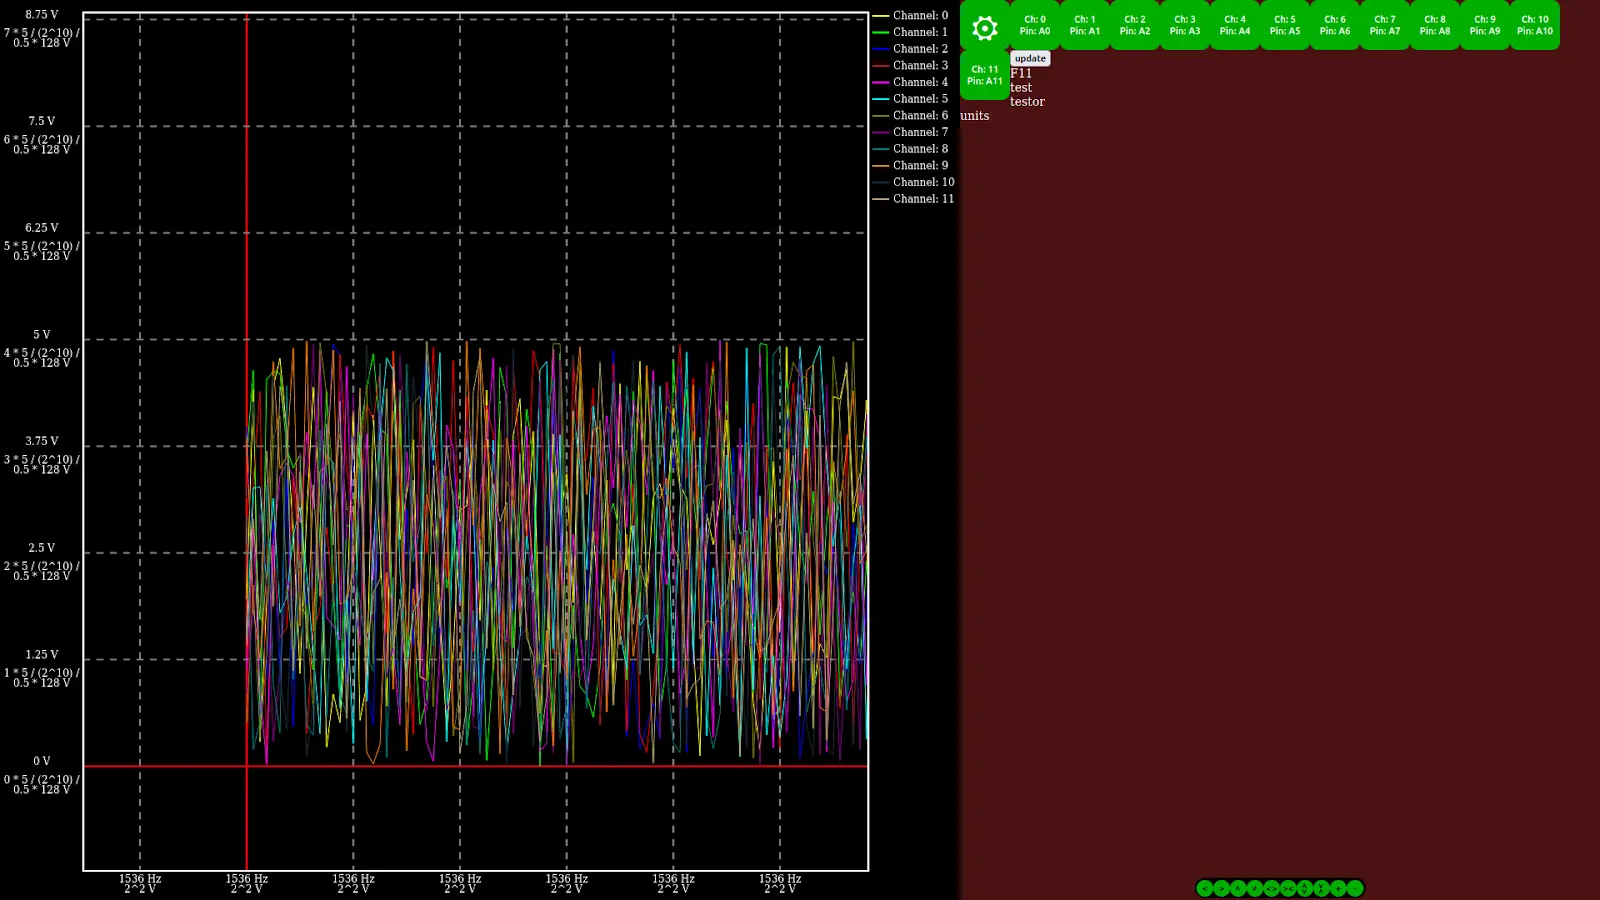 8.75 V
7 * 5 / (2^10) /
0.5 * 128 V
7.5 V
6 * 5 / (2^10) /
0.5 * 128 V
6.25 V
5 * 5 / (2^10) /
0.5 * 128 V
5 V
4 * 5 / (2^10) /
0.5 * 128 V
3.75 V
3 * 5 / (2^10) /
0.5 * 128 V
2.5 V
2 * 5 / (2^10) /
0.5 * 128 V
1.25 V
1 * 5 / (2^10) /
0.5 * 128 V
0 V
0 * 5 / (2^10) /
0.5 * 128 V
1536 Hz
2^2 V
1536 Hz
2^2 V
1536 Hz
2^2 V
1536 Hz
2^2 V
1536 Hz
2^2 V
1536 Hz
2^2 V
1536 Hz
2^2 V
Channel: 0
Channel: 1
Channel: 2
Channel: 3
Channel: 4
Channel: 5
Channel: 6
Channel: 7
Channel: 8
Channel: 9
Channel: 10
Channel: 11
Ch: 0
Pin: A0
Ch: 1
Pin: A1
Ch: 2
Pin: A2
Ch: 3
Pin: A3
Ch: 4
Pin: A4
Ch: 5
Pin: A5
Ch: 6
Pin: A6
Ch: 7
Pin: A7
Ch: 8
Pin: A8
Ch: 9
Pin: A9
Ch: 10
Pin: A10
Ch: 11
Pin: A11
update
F11
test
testor
units